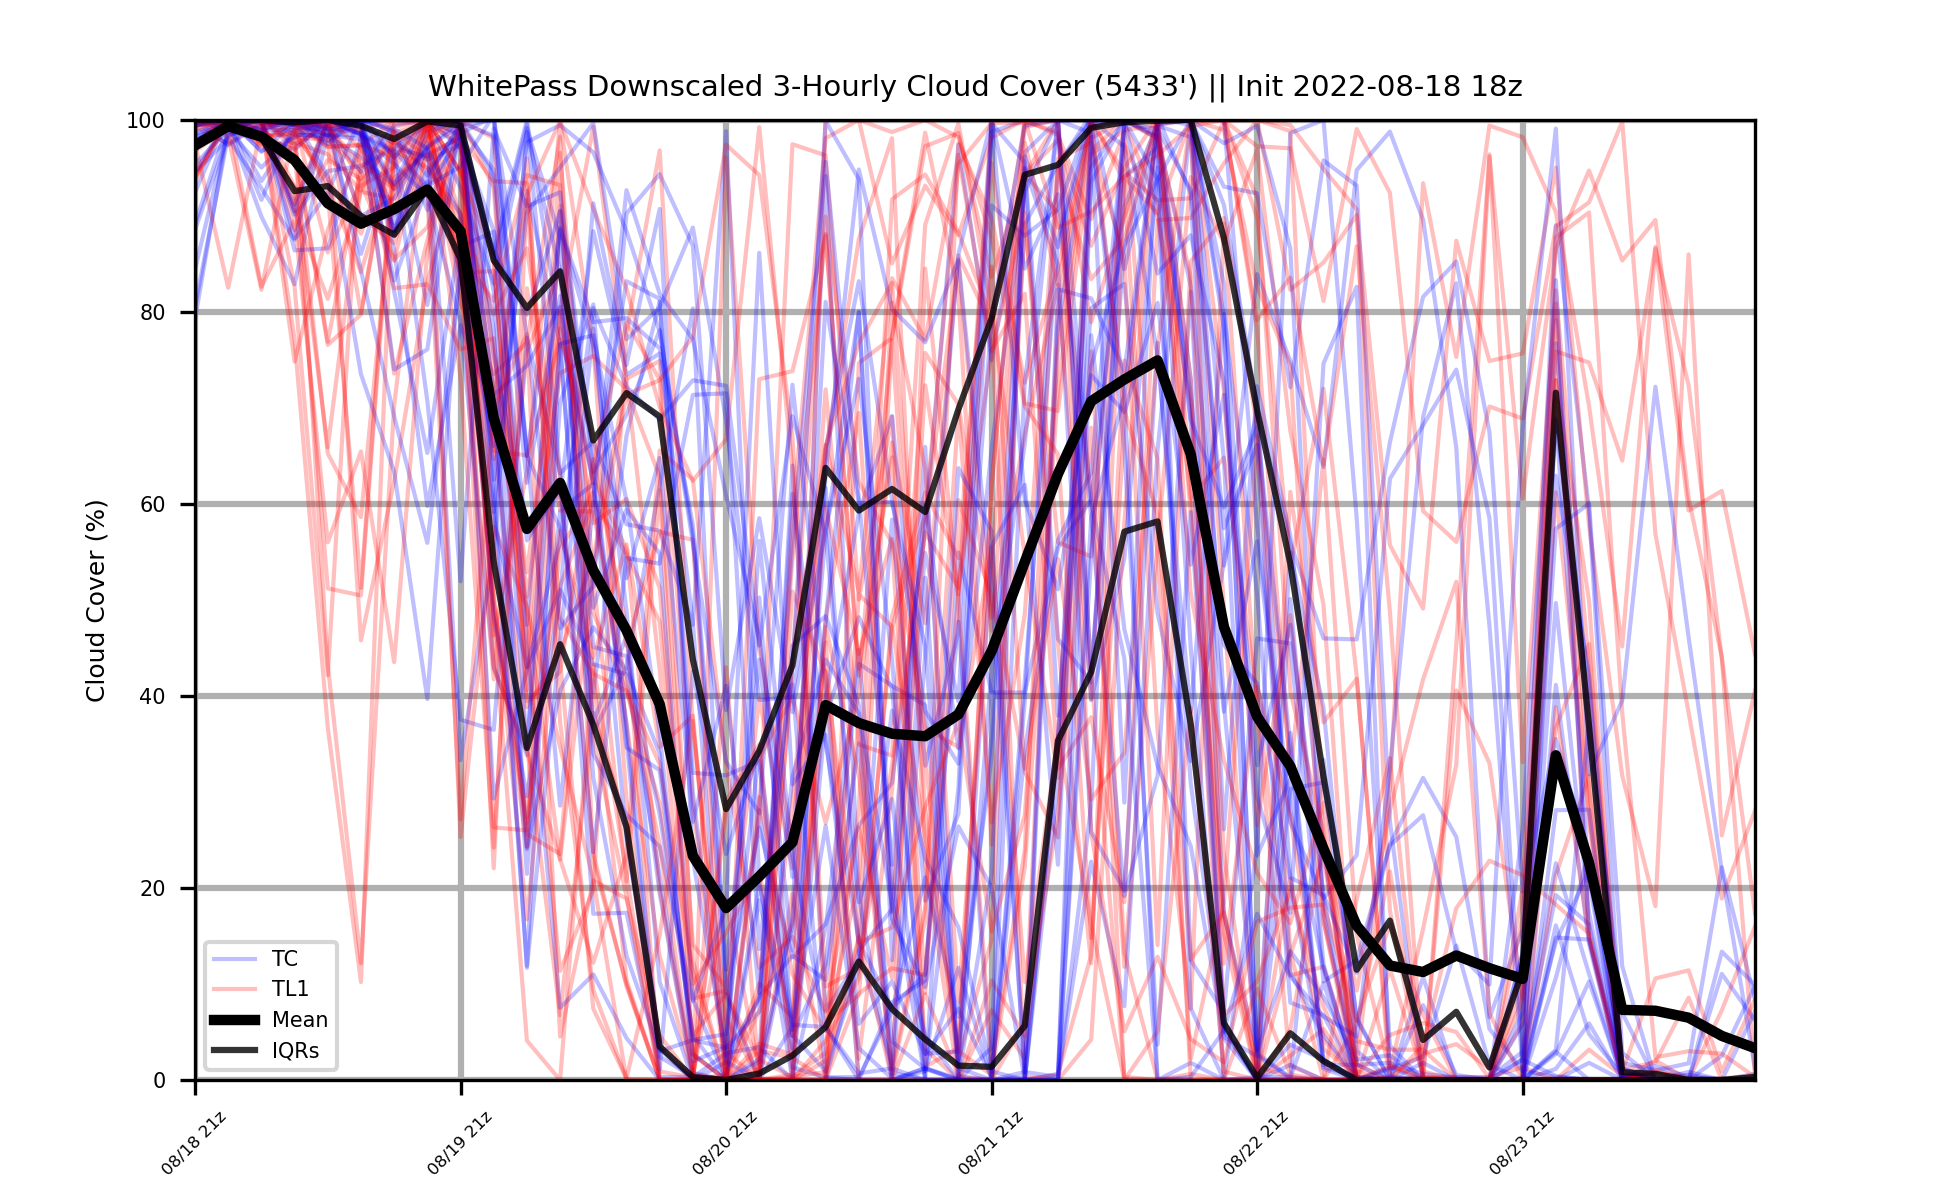 WhitePass Downscaled 3-Hourly Cloud Cover (5433') || Init 2022-08-18 18z
Cloud Cover (%)
100
80
60
40
20
0
TC
TL1
Mean
IQRs
08/18 21z
08/19 21z
08/20 21z
08/21 21z
08/22 21z
08/23 21z